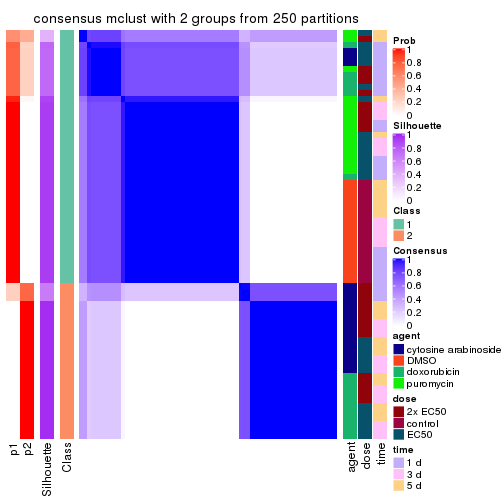 consensus mclust with 2 groups from 250 partitions
Prob
1
0.8
0.6
0.4
0.2
0
Silhouette
1
0.8
0.6
0.4
0.2
0
Class
1
2
Consensus
1
0.8
0.6
0.4
0.2
0
agent
cytosine arabinoside
DMSO
doxorubicin
puromycin
dose
2x EC50
control
EC50
time
1 d
3 d
5 d
p1
p2
Silhouette
Class
agent
dose
time